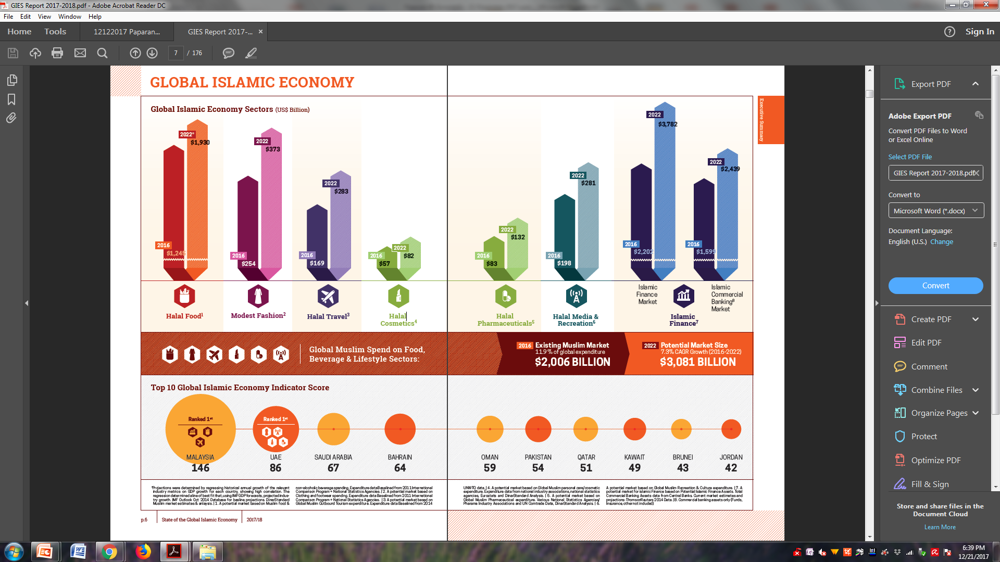 GIES Report 2017-2018.pdf - Adobe Acrobat Reader DC
File Edit View Window Help
Home Tools 12122017 Paparan... GIES Report 2017-... × Sign In
7 / 176
GLOBAL ISLAMIC ECONOMY
Executive Summary
Global Islamic Economy Sectors (US$ Billion)
2022* $1,930
2016 $1,245
Halal Food1
2022 $373
2016 $254
Modest Fashion2
2022 $283
2016 $169
Halal Travel3
2022 $82
2016 $57
Halal
Cosmetics4
2022 $132
2016 $83
Halal
Pharmaceuticals5
2022 $281
2016 $198
Halal Media &
Recreation6
2022 $3,782
2016 $2,202
Islamic
Finance
Market
2022 $2,439
2016 $1,599
Islamic
Commercial
Banking8
Market
Islamic
Finance7
Global Muslim Spend on Food,
Beverage & Lifestyle Sectors:
2016 Existing Muslim Market
11.9% of global expenditure
$2,006 BILLION
2022 Potential Market Size
7.3% CAGR Growth (2016-2022)
$3,081 BILLION
Top 10 Global Islamic Economy Indicator Score
Ranked 1st
MALAYSIA
146
Ranked 1st
UAE
86
SAUDI ARABIA
67
BAHRAIN
64
OMAN
59
PAKISTAN
54
QATAR
51
KAWAIT
49
BRUNEI
43
JORDAN
42
*Projections were determined by regressing historical annual growth of the relevant
industry metrics on GDP growth for each country, showing high correlation. The
regression determined a line of best fit that, using IMF GDP forecasts, projected indus-
try growth. IMF Outlook Oct 2014 Database for basline projections. DinarStandard
Muslim market estimates & anlaysis. | 1. A potential market based on Muslim food &
non-alcoholic beverage spending. Expenditure data Baselined from 2011 International
Comparison Program + National Statistics Agencies. | 2. A potential market based on
Clothing and footwear spending. Expenditure data Baselined from 2011 International
Comparison Program + National Statistics Agencies. | 3. A potential market based on
Global Muslim Outbound Tourism expenditure. Expenditure data Baselined from 2014
UNWTO data. | 4. A potential market based on Global Muslim personal care/cosmetic
expenditure. Expenditure data from national industry associations, national statistics
agencies, Eurostats and DinarStandard Analysis. | 5. A potential market based on
Global Muslim Pharmaceutical expenditure. Various National Statistics Agencies/
Pharama Industry Associations and UN Comtrade Data, DinarStandard Analysis. | 6.
A potential market based on Global Muslim Recreation & Culture expenditure. | 7. A
potential market for islamic Finance based on Potential Islamic Finance Assets. Total
Commercial Banking Assets data from Central Banks. Current market estimates and
projections: Thomson Reuters 2014 Data. | 8. Commercial banking assets only (Funds,
Insurance, other not included)
p.6 State of the Global Islamic Economy 2017/18
Export PDF
Adobe Export PDF
Convert PDF Files to Word
or Excel Online
Select PDF File
GIES Report 2017-2018.pdf
Convert to
Microsoft Word (*.docx)
Document Language:
English (U.S.) Change
Convert
Create PDF
Edit PDF
Comment
Combine Files
Organize Pages
Protect
Optimize PDF
Fill & Sign
Store and share files in the
Document Cloud
Learn More
6:39 PM
12/21/2017